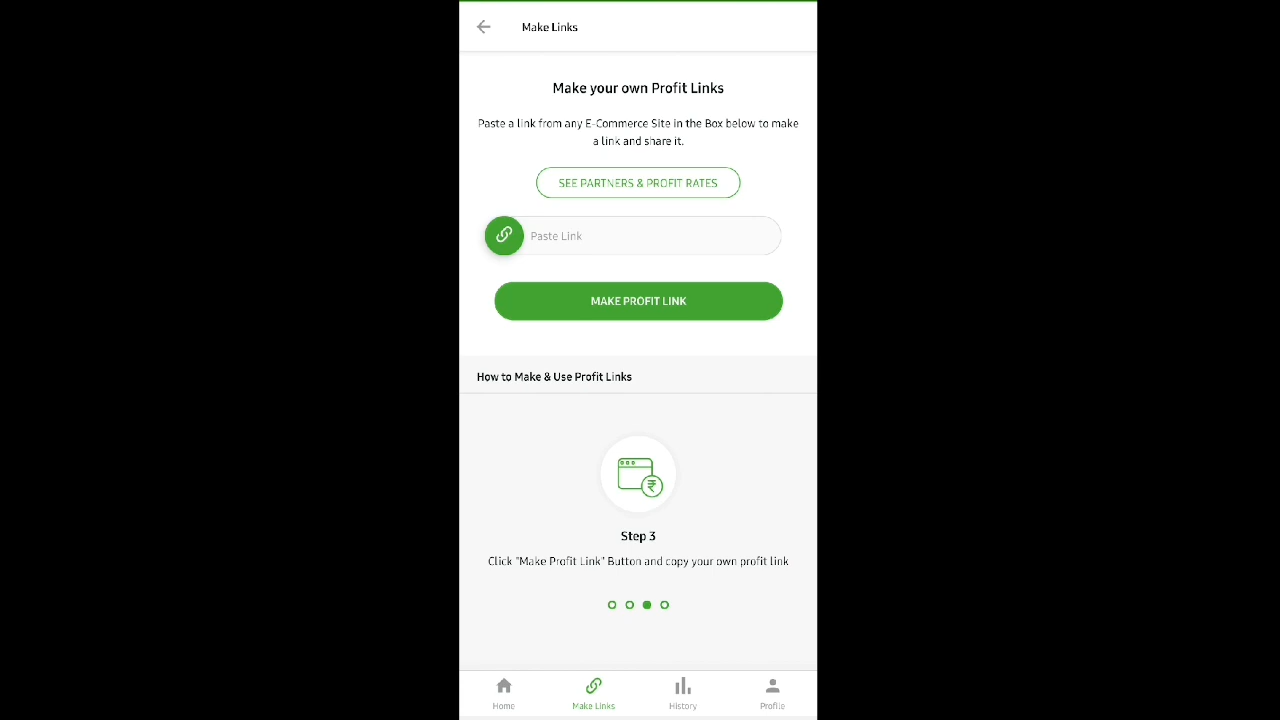 Make Links
Make your own Profit Links
Paste a link from any E-Commerce Site in the Box below to make
a link and share it.
SEE PARTNERS & PROFIT RATES
Paste Link
MAKE PROFIT LINK
How to Make & Use Profit Links
₹
Step 3
Click "Make Profit Link" Button and copy your own profit link
Home
Make Links
History
Profile